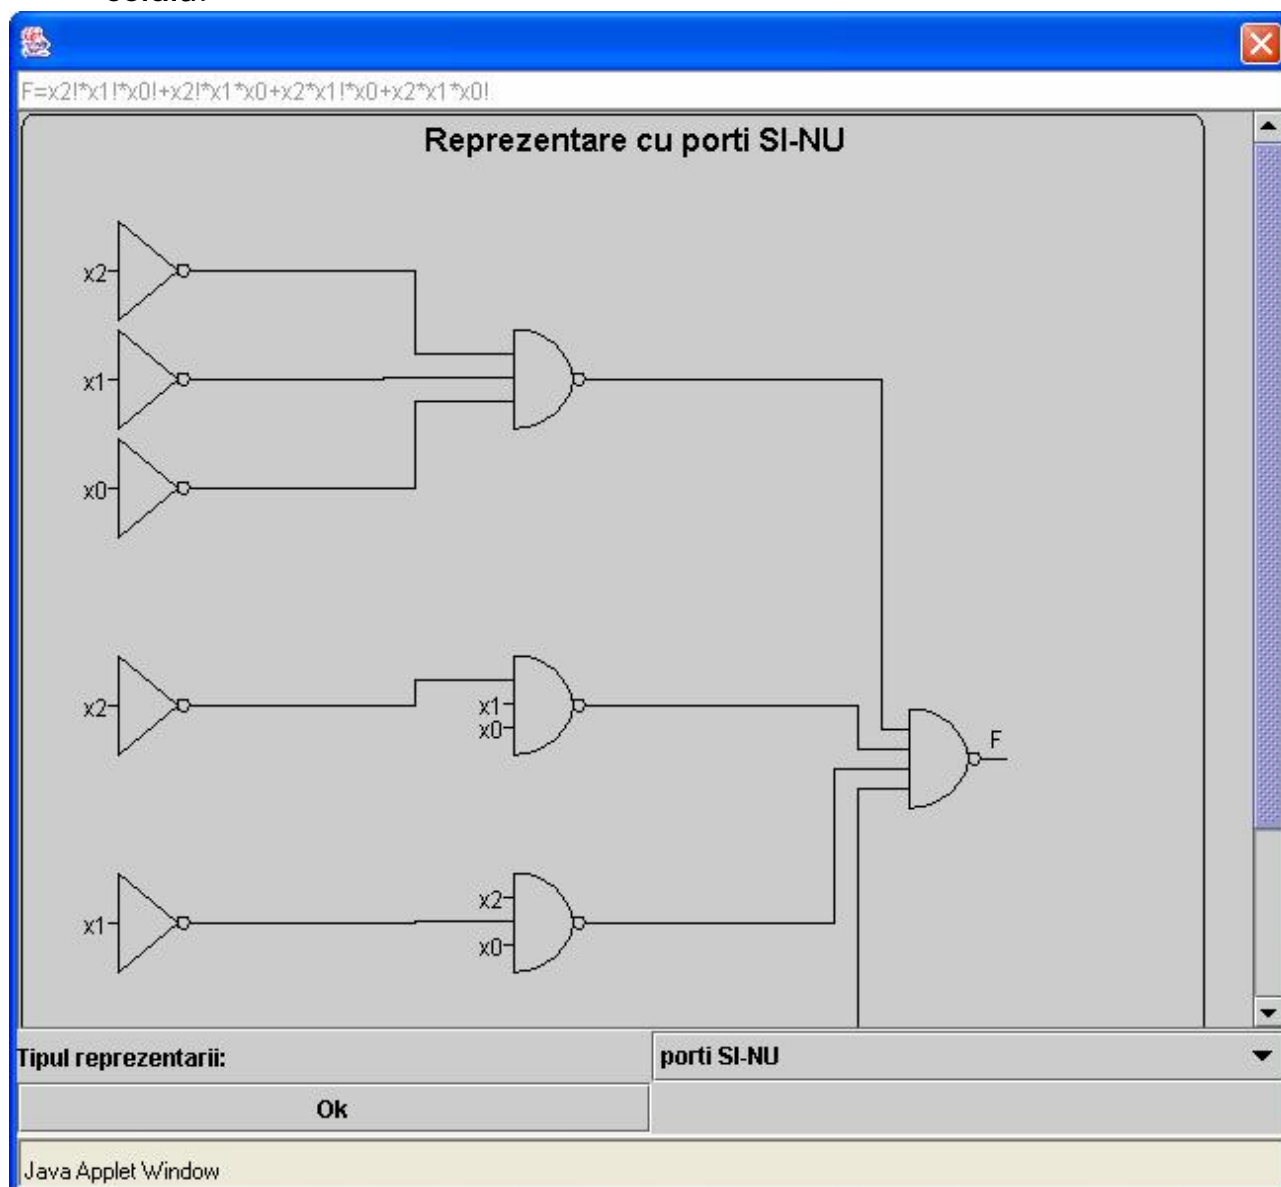 F=x2!*x1!*x0!+x2!*x1*x0+x2*x1!*x0+x2*x1*x0!
Reprezentare cu porti SI-NU
x2
x1
x0
x2
x1
x0
F
x2
x1
x0
Tipul reprezentarii:
porti SI-NU
Ok
Java Applet Window